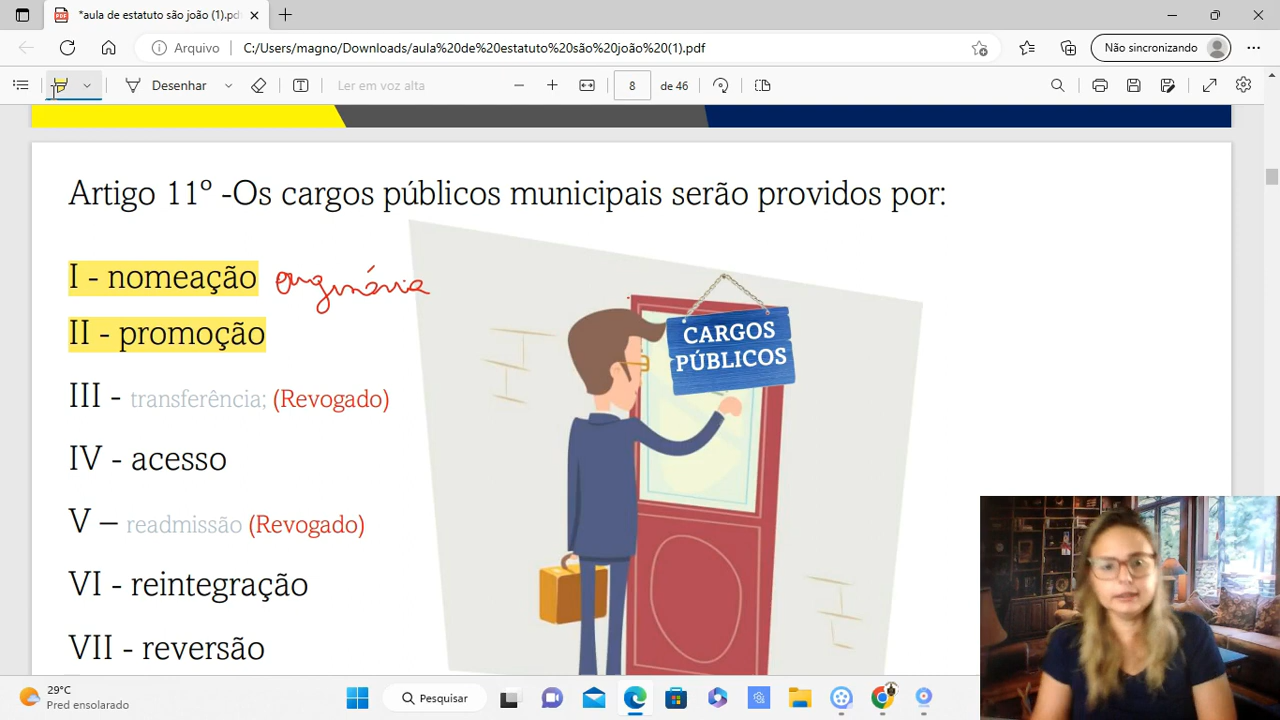 *aula de estatuto são joão (1).pd
Arquivo
C:/Users/magno/Downloads/aula%20de%20estatuto%20são%20joão%20(1).pdf
Não sincronizando
Desenhar
Ler em voz alta
8
de 46
Artigo 11º -Os cargos públicos municipais serão providos por:
I - nomeação
II - promoção
III - transferência; (Revogado)
IV - acesso
V – readmissão (Revogado)
VI - reintegração
VII - reversão
CARGOS
PÚBLICOS
29°C
Pred ensolarado
Pesquisar